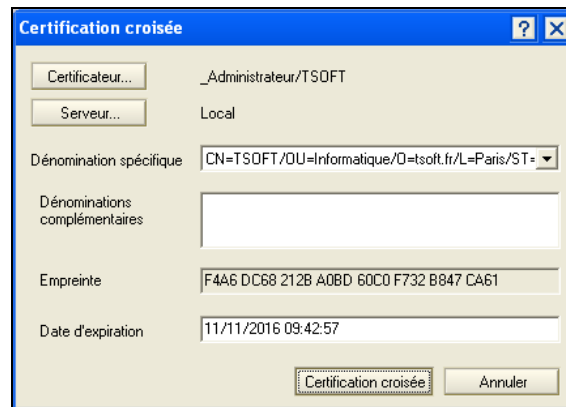 Certification croisée
Certificateur...
_Administrateur/TSOFT
Serveur...
Local
Dénomination spécifique
CN=TSOFT/OU=Informatique/O=tsoft.fr/L=Paris/ST=
Dénominations
complémentaires
Empreinte
F4A6 DC68 212B A0BD 60C0 F732 B847 CA61
Date d'expiration
11/11/2016 09:42:57
Certification croisée
Annuler